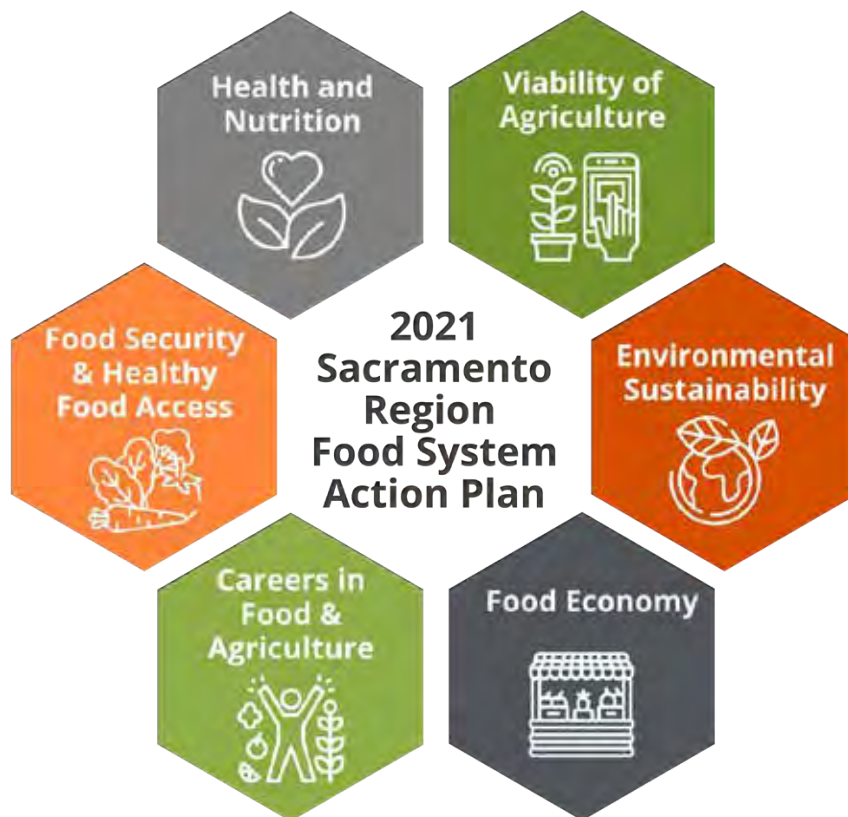 Health and
Nutrition
Viability of
Agriculture
Food Security
& Healthy
Food Access
2021
Sacramento
Region
Food System
Action Plan
Environmental
Sustainability
Careers in
Food &
Agriculture
Food Economy